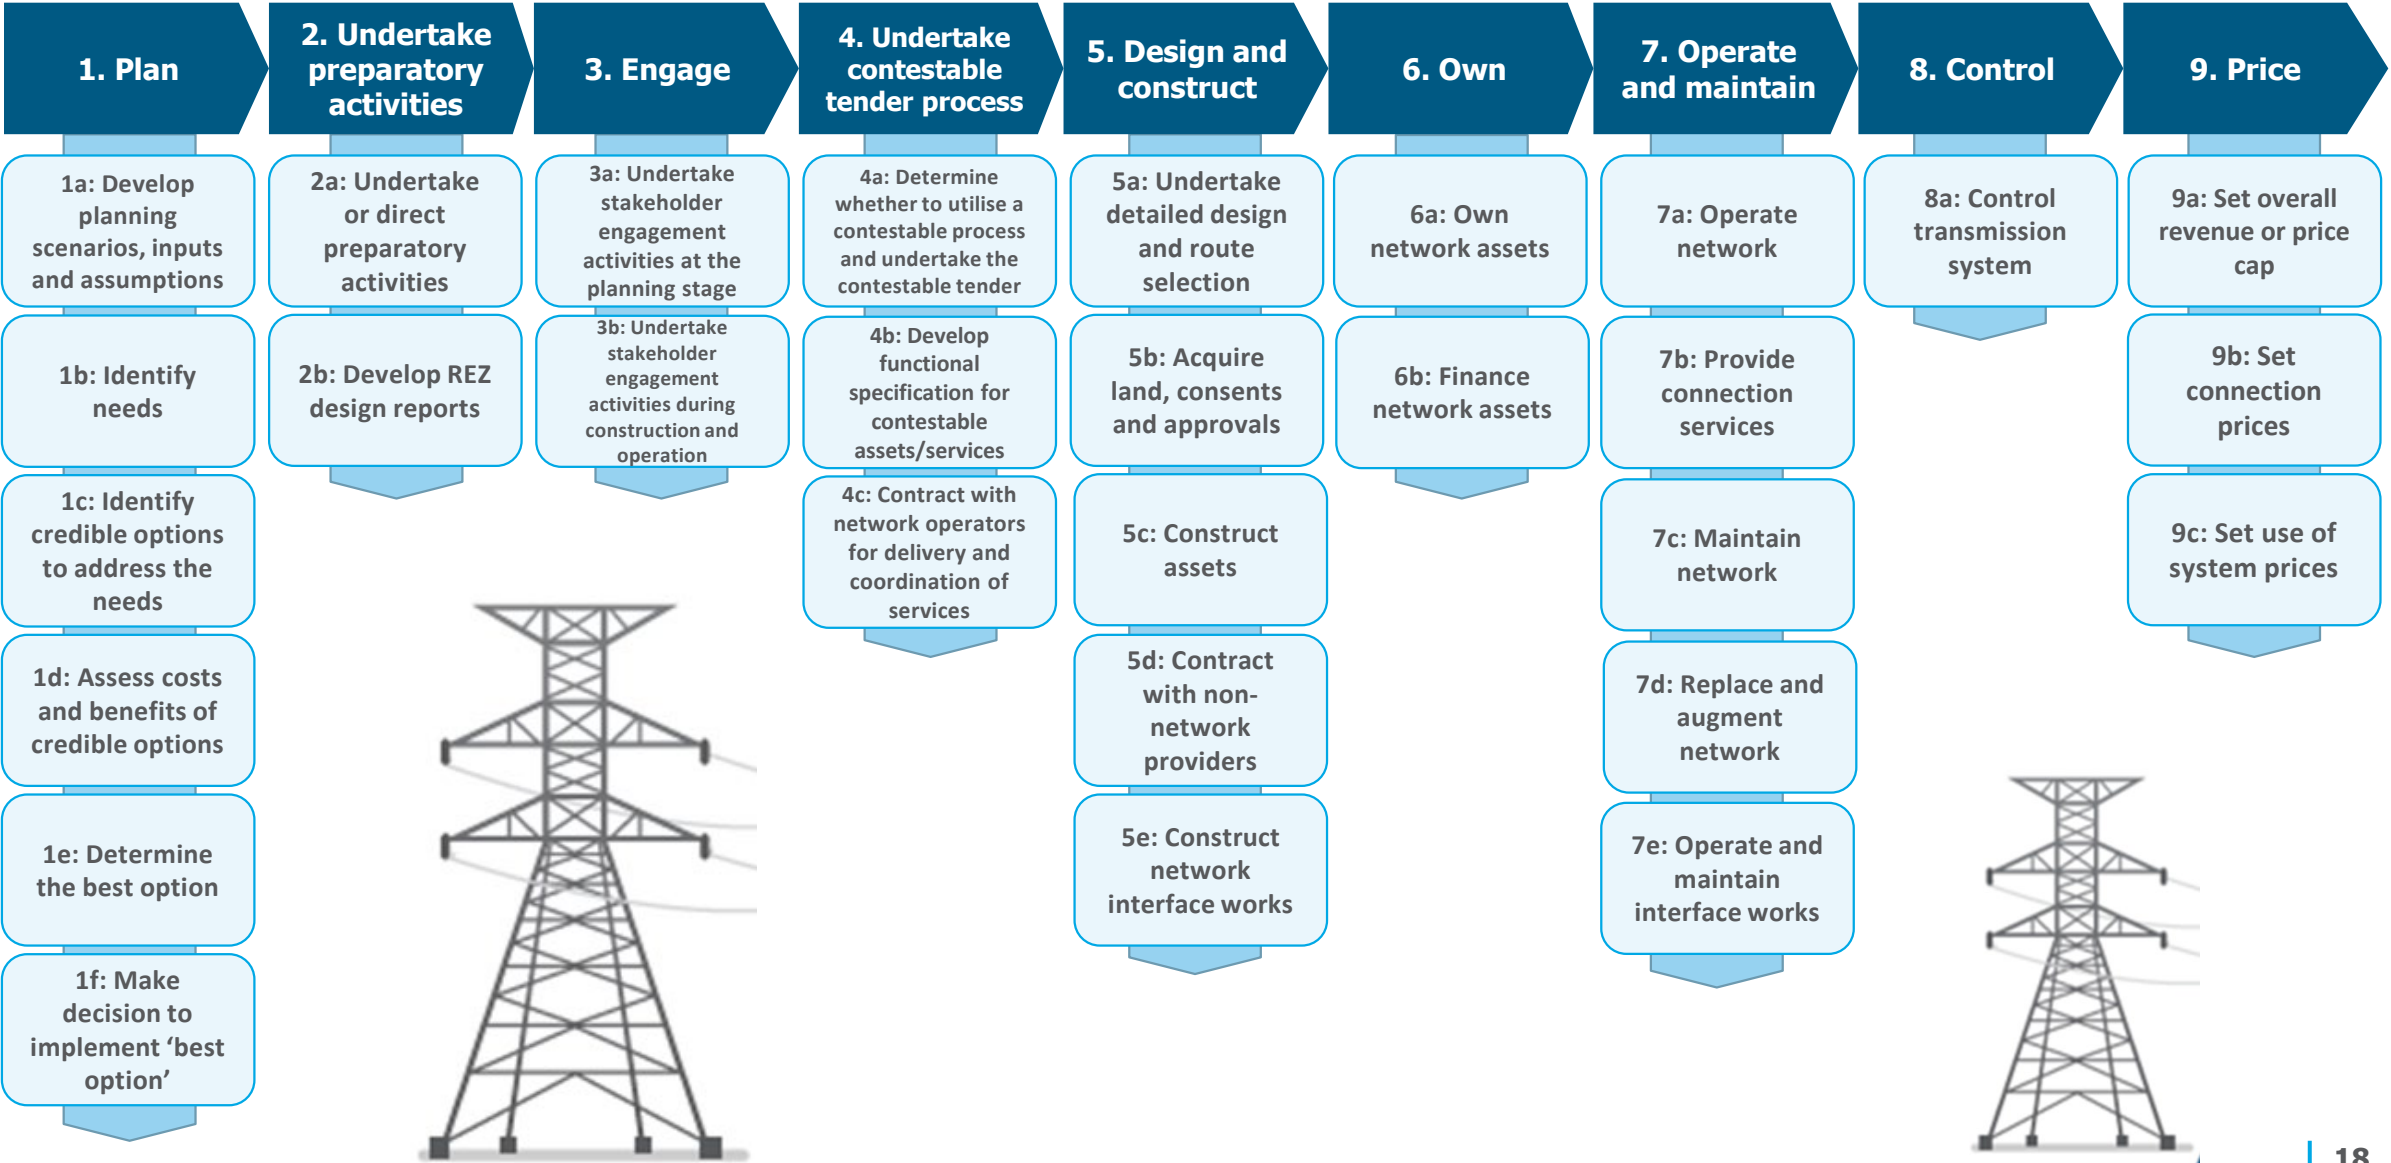 1. Plan
2. Undertake
preparatory
activities
3. Engage
4. Undertake
contestable
tender process
5. Design and
construct
6. Own
7. Operate
and maintain
8. Control
9. Price
1a: Develop
planning
scenarios, inputs
and assumptions
1b: Identify
needs
1c: Identify
credible options
to address the
needs
1d: Assess costs
and benefits of
credible options
1e: Determine
the best option
1f: Make
decision to
implement ‘best
option’
2a: Undertake
or direct
preparatory
activities
2b: Develop REZ
design reports
3a: Undertake
stakeholder
engagement
activities at the
planning stage
3b: Undertake
stakeholder
engagement
activities during
construction and
operation
4a: Determine
whether to utilise a
contestable process
and undertake the
contestable tender
4b: Develop
functional
specification for
contestable
assets/services
4c: Contract with
network operators
for delivery and
coordination of
services
5a: Undertake
detailed design
and route
selection
5b: Acquire
land, consents
and approvals
5c: Construct
assets
5d: Contract
with non-
network
providers
5e: Construct
network
interface works
6a: Own
network assets
6b: Finance
network assets
7a: Operate
network
7b: Provide
connection
services
7c: Maintain
network
7d: Replace and
augment
network
7e: Operate and
maintain
interface works
8a: Control
transmission
system
9a: Set overall
revenue or price
cap
9b: Set
connection
prices
9c: Set use of
system prices
18